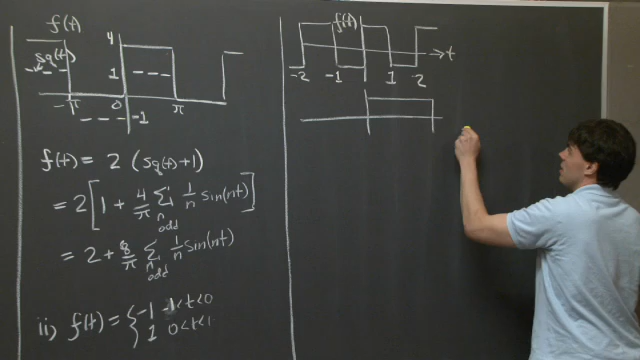 f(t)
sq(t)
4
1
-π 0 π
-1
f(t) = 2 (sq(t)+1)
= 2[1 + 4/π Σ n odd 1/n sin(nt)]
= 2 + 8/π Σ n odd 1/n sin(nt)
ii) f(t) = { -1 -1<t<0
1 0<t<1
f(t)
t
-2 -1 1 2